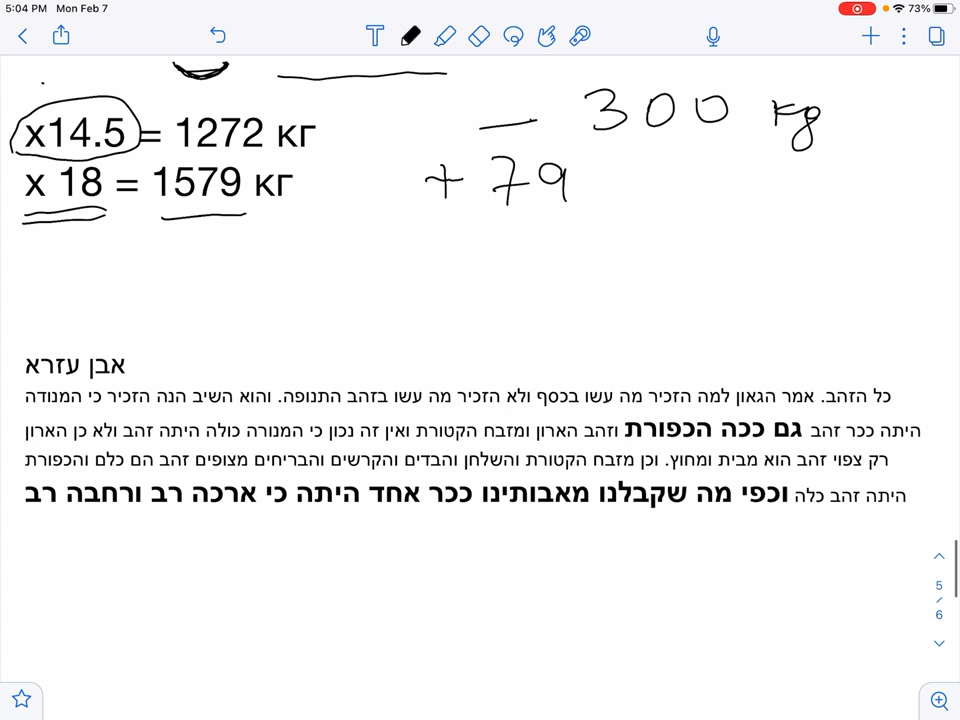 5:04 PM Mon Feb 7 73%
T
x14.5 = 1272 кг — 300 kg
x 18 = 1579 кг + 79
אבן עזרא
כל הזהב. אמר הגאון למה הזכיר מה עשו בכסף ולא הזכיר מה עשו בזהב התנופה. והוא השיב הנה הזכיר כי המנודה
היתה ככר זהב גם ככה הכפורת וזהב הארון ומזבח הקטורת ואין זה נכון כי המנורה כולה היתה זהב ולא כן הארון
רק צפוי זהב הוא מבית ומחוץ. וכן מזבח הקטורת והשלחן והבדים והקרשים והבריחים מצופים זהב הם כלם והכפורת
היתה זהב כלה וכפי מה שקבלנו מאבותינו ככר אחד היתה כי ארכה רב ורחבה רב
5
/
6